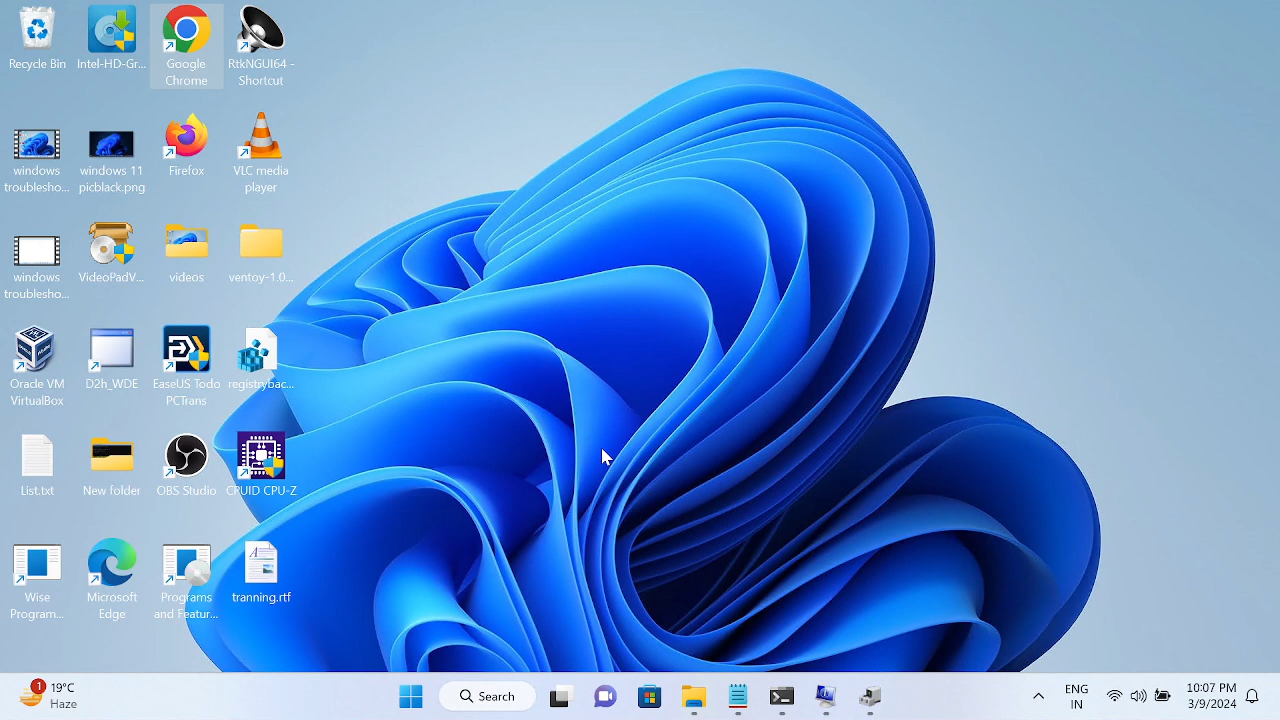 Recycle Bin
Intel-HD-Gr...
Google
Chrome
RtkNGUI64 -
Shortcut
windows
troublesho...
windows 11
picblack.png
Firefox
VLC media
player
windows
troublesho...
VideoPadV...
videos
ventoy-1.0...
Oracle VM
VirtualBox
D2h_WDE
EaseUS Todo
PCTrans
registrybac...
List.txt
New folder
OBS Studio
CPUID CPU-Z
Wise
Program...
Microsoft
Edge
Programs
and Featur...
tranning.rtf
1
19°C
Haze
Search
ENG
IN
10:07 PM
3/9/2024